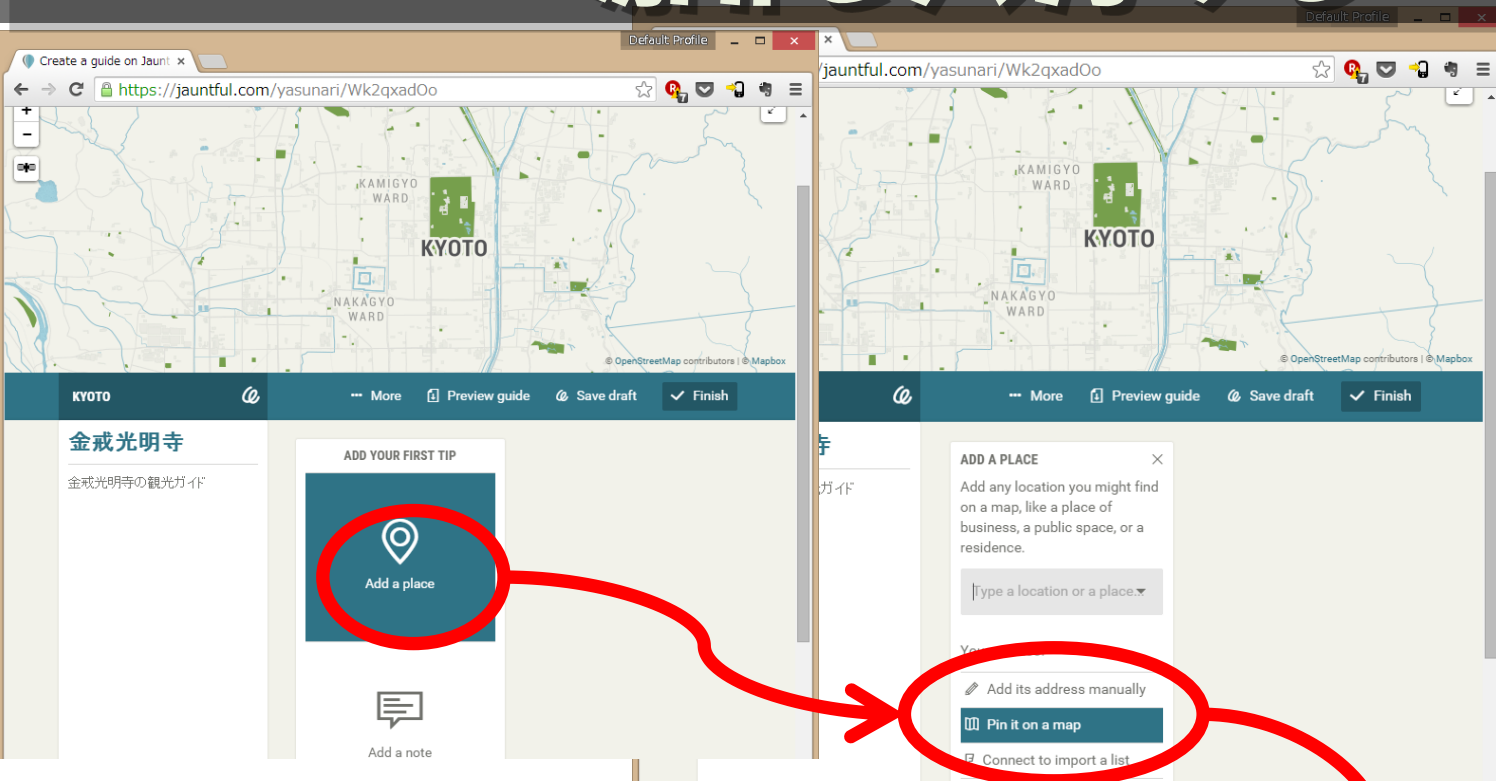 Default Profile
Default Profile
Create a guide on Jaunt
https://jauntful.com/yasunari/Wk2qxadOo
7
+
-
KAMIGYO
WARD
KYOTO
NAKAGYO
WARD
© OpenStreetMap contributors | © Mapbox
KYOTO
More
Preview guide
Save draft
Finish
金戒光明寺
金戒光明寺の観光ガイド
ADD YOUR FIRST TIP
Add a place
Add a note
/jauntful.com/yasunari/Wk2qxadOo
7
KAMIGYO
WARD
KYOTO
NAKAGYO
WARD
© OpenStreetMap contributors | © Mapbox
More
Preview guide
Save draft
Finish
寺
ガイド
ADD A PLACE
Add any location you might find
on a map, like a place of
business, a public space, or a
residence.
Type a location or a place...
Add its address manually
Pin it on a map
Connect to import a list